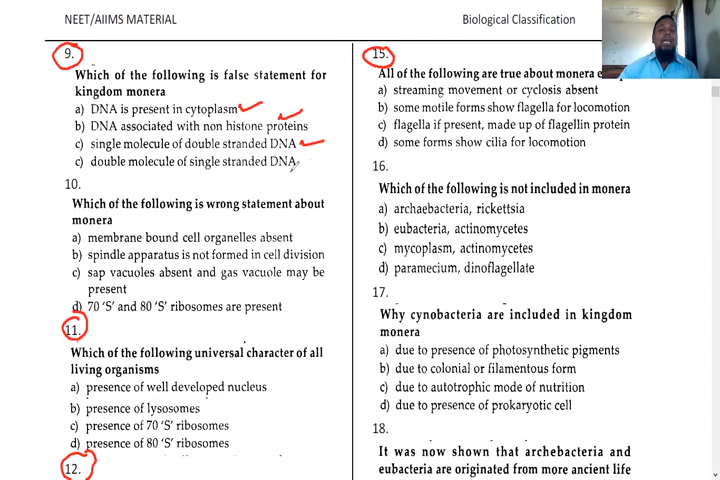 NEET/AIIMS MATERIAL
Biological Classification
9.
Which of the following is false statement for
kingdom monera
a) DNA is present in cytoplasm
b) DNA associated with non histone proteins
c) single molecule of double stranded DNA
c) double molecule of single stranded DNA
10.
Which of the following is wrong statement about
monera
a) membrane bound cell organelles absent
b) spindle apparatus is not formed in cell division
c) sap vacuoles absent and gas vacuole may be
present
d) 70 'S' and 80 'S' ribosomes are present
11.
Which of the following universal character of all
living organisms
a) presence of well developed nucleus
b) presence of lysosomes
c) presence of 70 'S' ribosomes
d) presence of 80 'S' ribosomes
12.
15.
All of the following are true about monera
a) streaming movement or cyclosis absent
b) some motile forms show flagella for locomotion
c) flagella if present, made up of flagellin protein
d) some forms show cilia for locomotion
16.
Which of the following is not included in monera
a) archaebacteria, rickettsia
b) eubacteria, actinomycetes
c) mycoplasm, actinomycetes
d) paramecium, dinoflagellate
17.
Why cynobacteria are included in kingdom
monera
a) due to presence of photosynthetic pigments
b) due to colonial or filamentous form
c) due to autotrophic mode of nutrition
d) due to presence of prokaryotic cell
18.
It was now shown that archebacteria and
eubacteria are originated from more ancient life